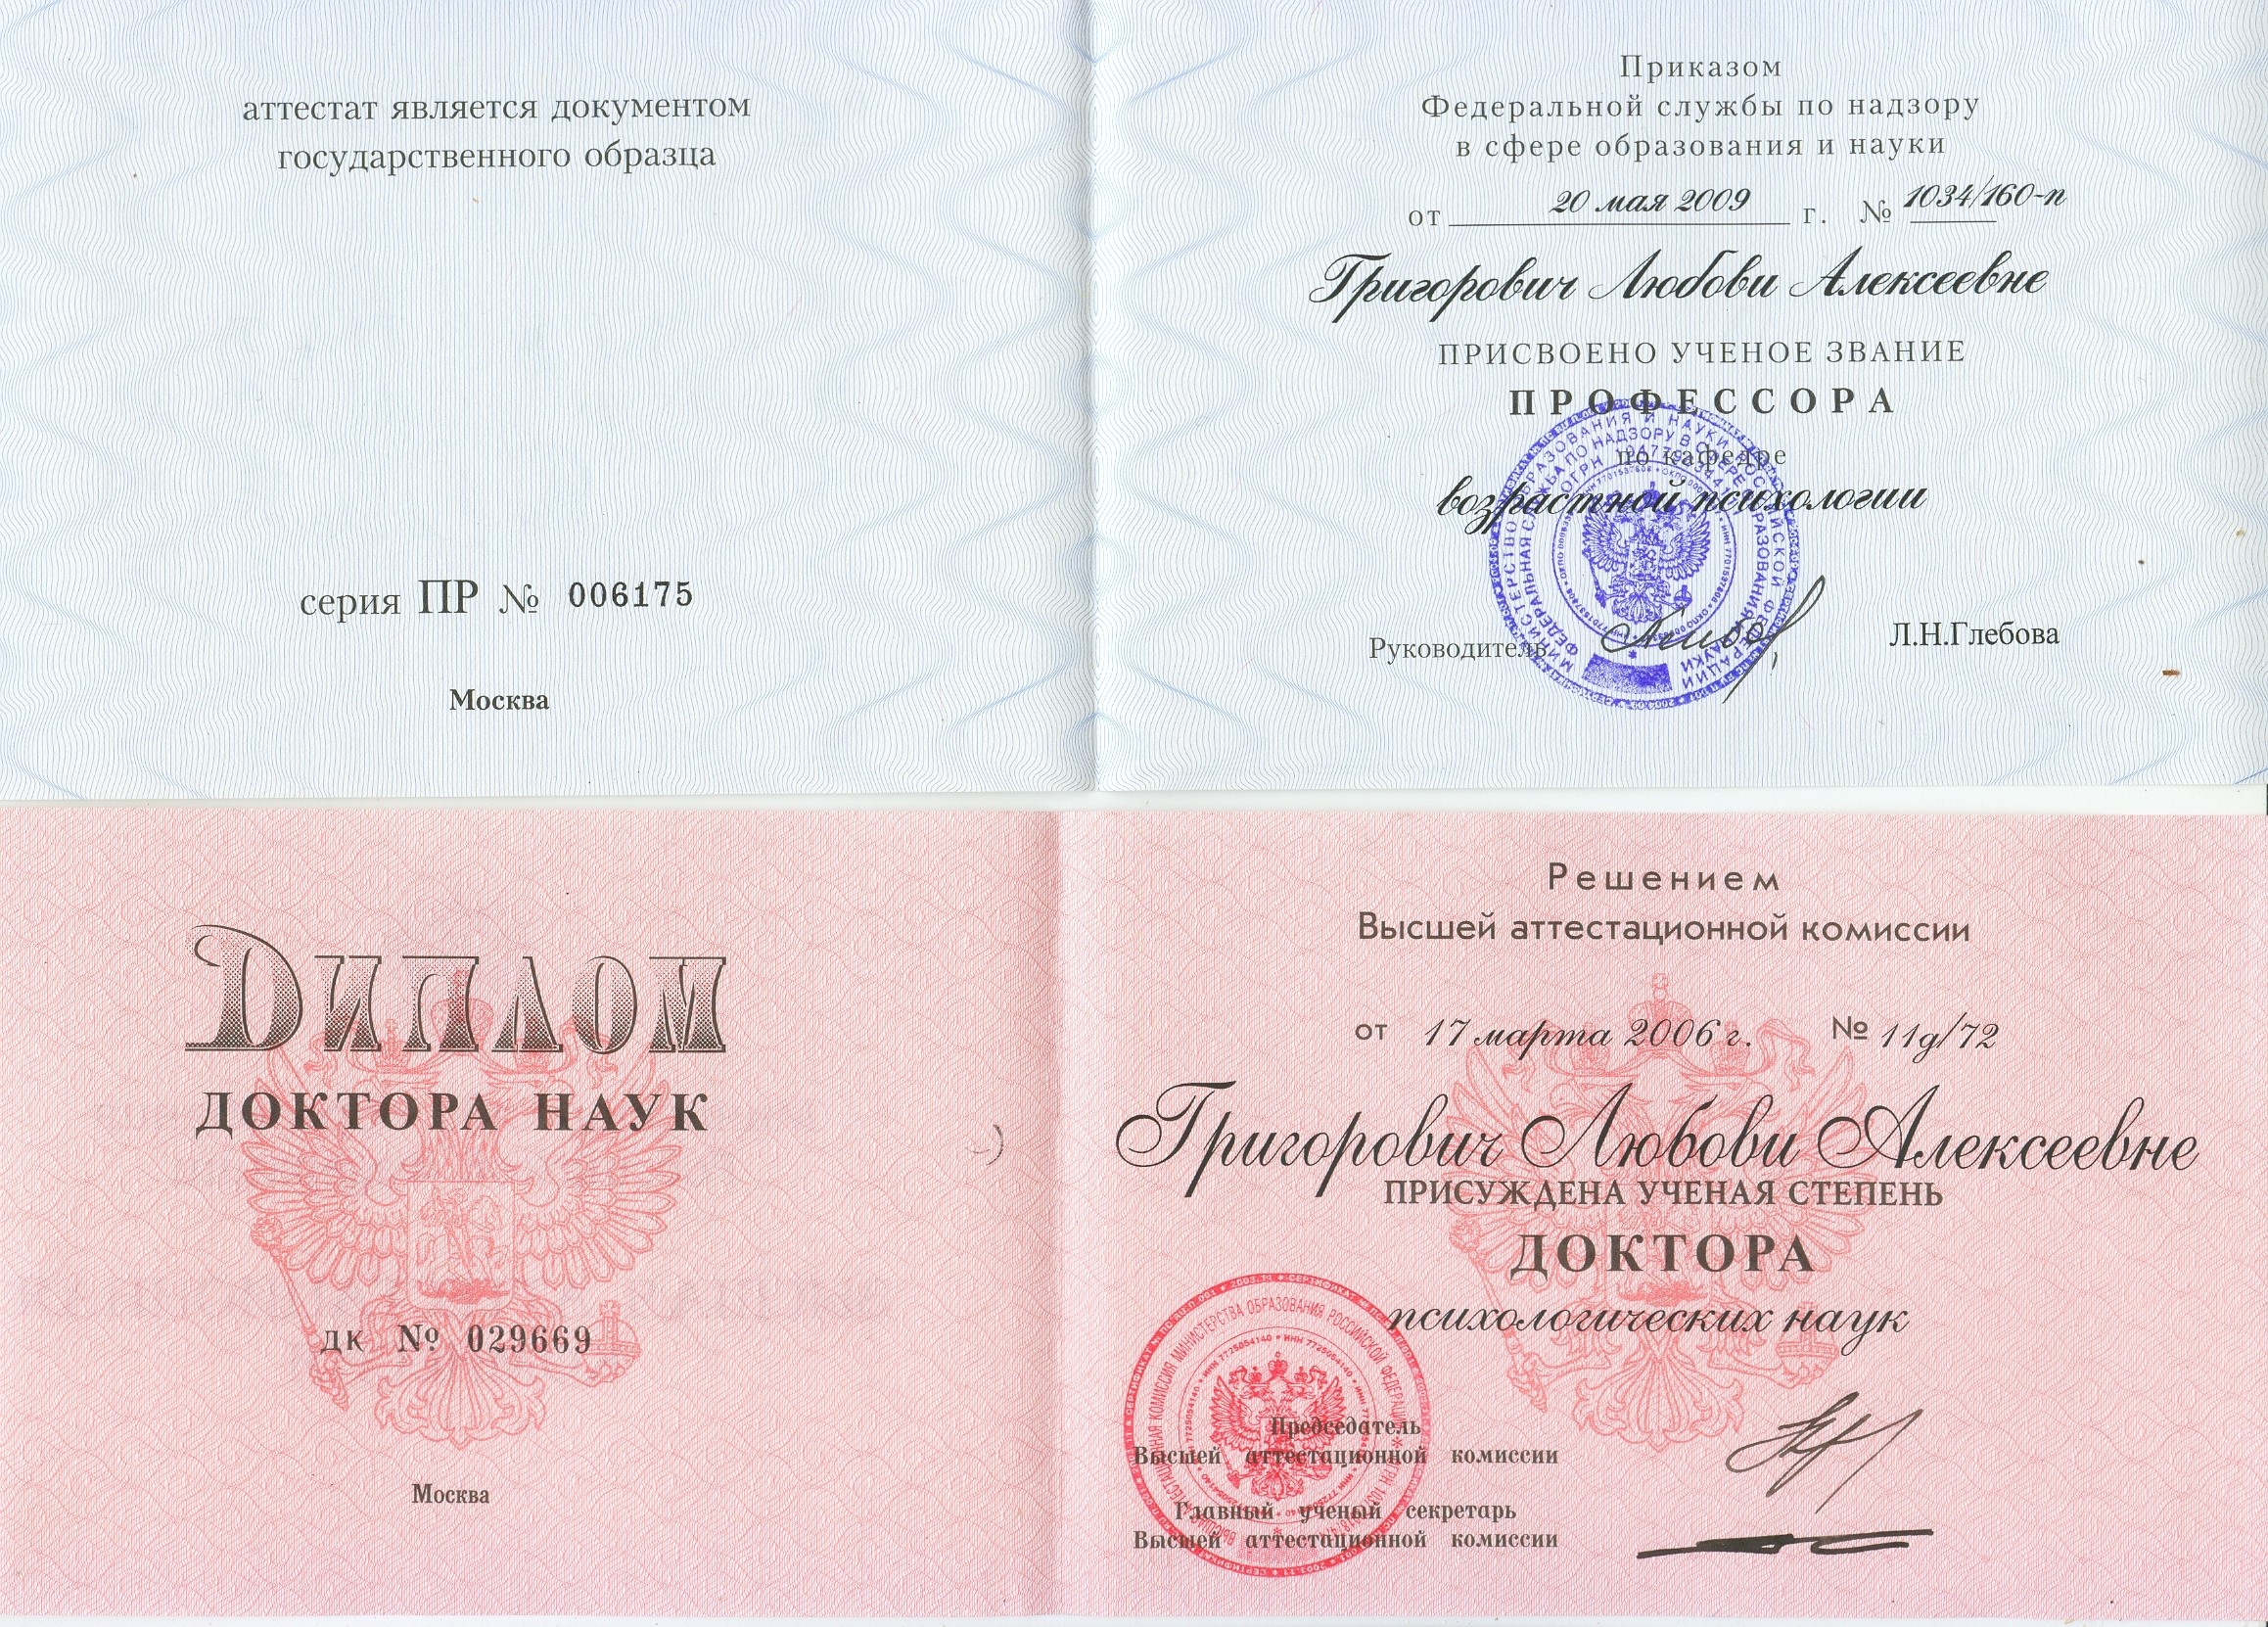 аттестат является документом
государственного образца
серия ПР № 006175
Москва
Приказом
Федеральной службы по надзору
в сфере образования и науки
от 20 мая 2009 г. № 1034/160-п
Григорович Любови Алексеевне
ПРИСВОЕНО УЧЕНОЕ ЗВАНИЕ
ПРОФЕССОРА
по кафедре
возрастной психологии
Руководитель Л.Н.Глебова
ДИПЛОМ
ДОКТОРА НАУК
ДК № 029669
Москва
Решением
Высшей аттестационной комиссии
от 17 марта 2006 г. № 11д/72
Григорович Любови Алексеевне
ПРИСУЖДЕНА УЧЕНАЯ СТЕПЕНЬ
ДОКТОРА
психологических наук
Председатель
Высшей аттестационной комиссии
Главный ученый секретарь
Высшей аттестационной комиссии